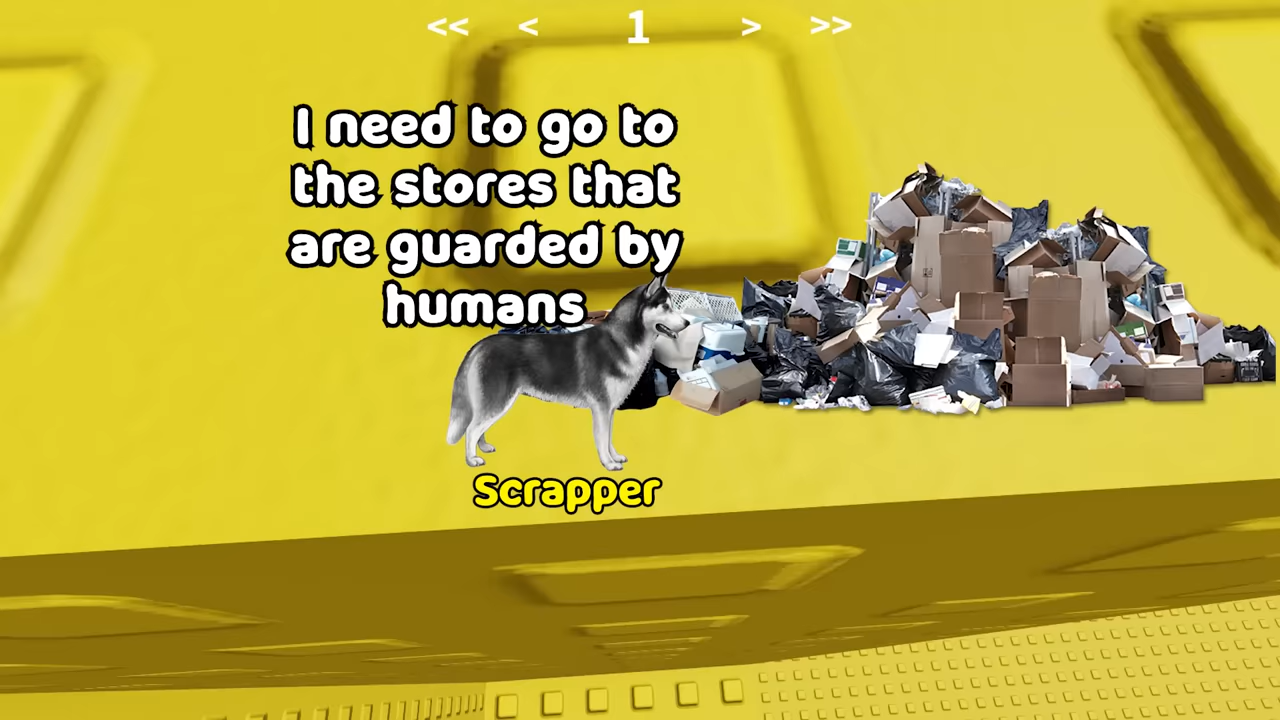 << < 1 > >>
I need to go to
the stores that
are guarded by
humans
Scrapper